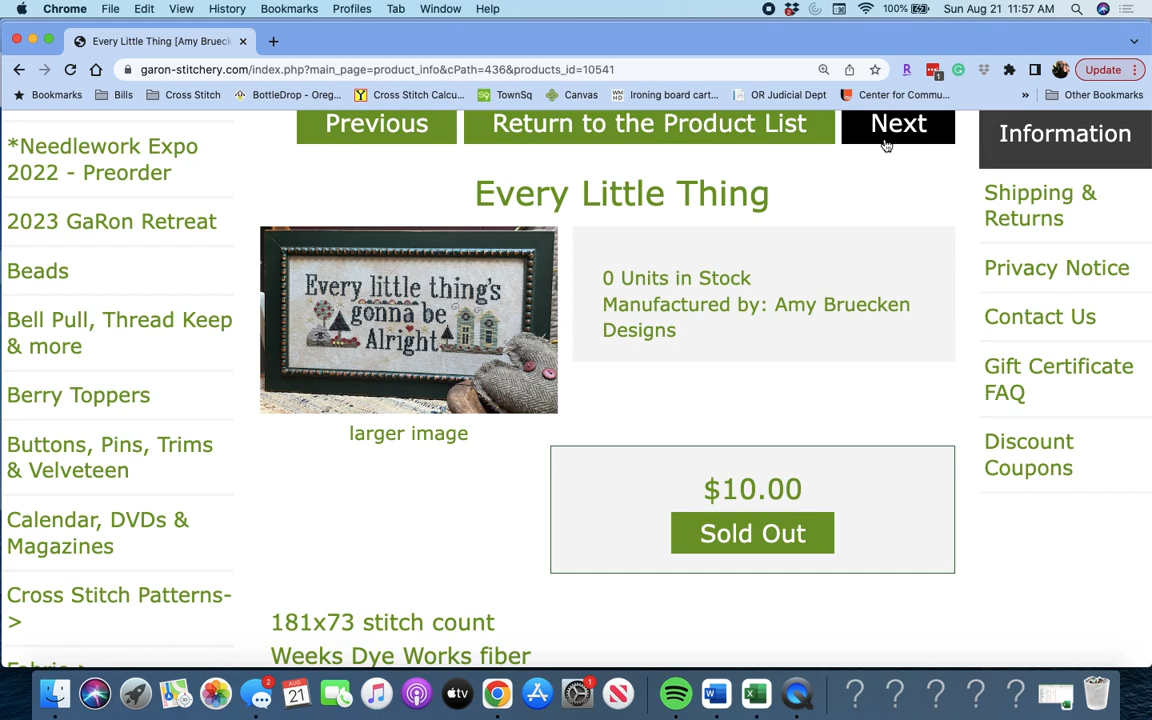 Chrome File Edit View History Bookmarks Profiles Tab Window Help 2 100% Sun Aug 21 11:57 AM
Every Little Thing [Amy Brueck
garon-stitchery.com/index.php?main_page=product_info&cPath=436&products_id=10541 R 1 Update
Bookmarks Bills Cross Stitch BottleDrop - Oreg... Cross Stitch Calcu... TownSq Canvas Ironing board cart... OR Judicial Dept Center for Commu... » Other Bookmarks
Previous Return to the Product List Next
*Needlework Expo
2022 - Preorder
2023 GaRon Retreat
Beads
Bell Pull, Thread Keep
& more
Berry Toppers
Buttons, Pins, Trims
& Velveteen
Calendar, DVDs &
Magazines
Cross Stitch Patterns-
>
Every Little Thing
Every little thing's
gonna be
Alright
larger image
0 Units in Stock
Manufactured by: Amy Bruecken
Designs
$10.00
Sold Out
181x73 stitch count
Weeks Dye Works fiber
Information
Shipping &
Returns
Privacy Notice
Contact Us
Gift Certificate
FAQ
Discount
Coupons
2 AUG 21 tv 1 W X ? ? ? ? ?